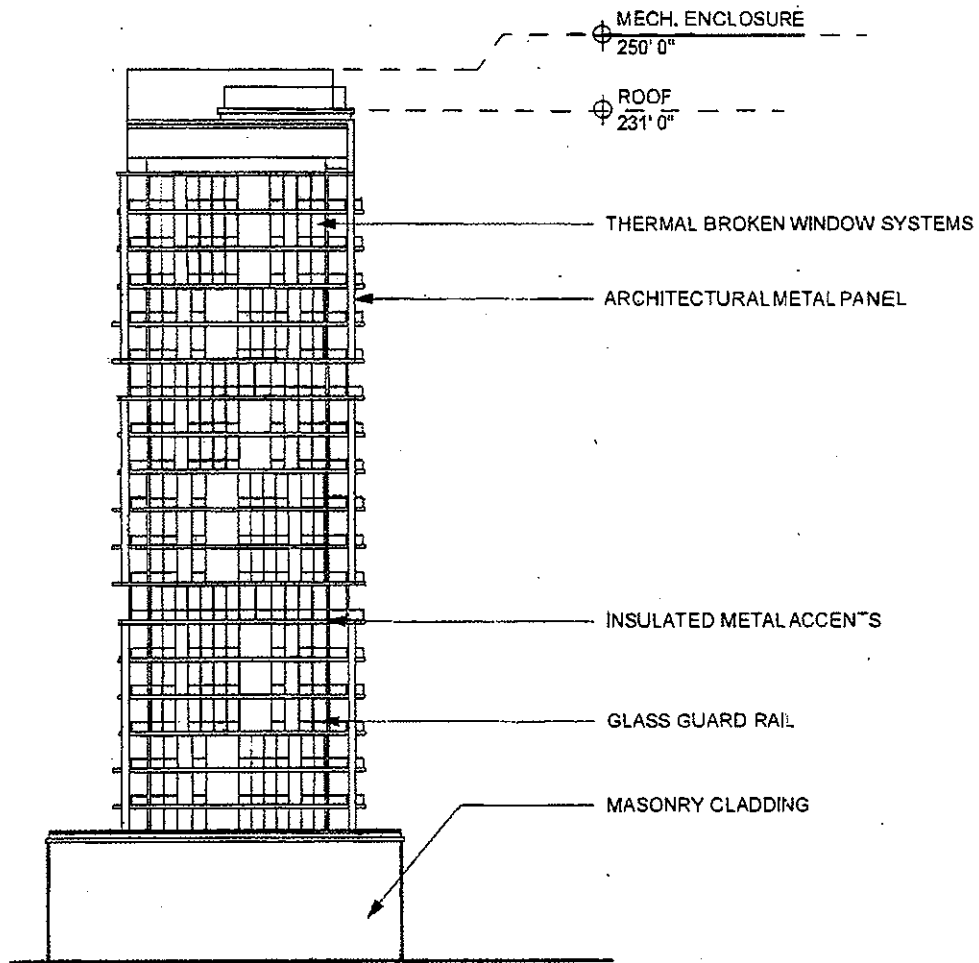 MECH. ENCLOSURE
250' 0"
ROOF
231' 0"
THERMAL BROKEN WINDOW SYSTEMS
ARCHITECTURAL METAL PANEL
INSULATED METAL ACCENTS
GLASS GUARD RAIL
MASONRY CLADDING